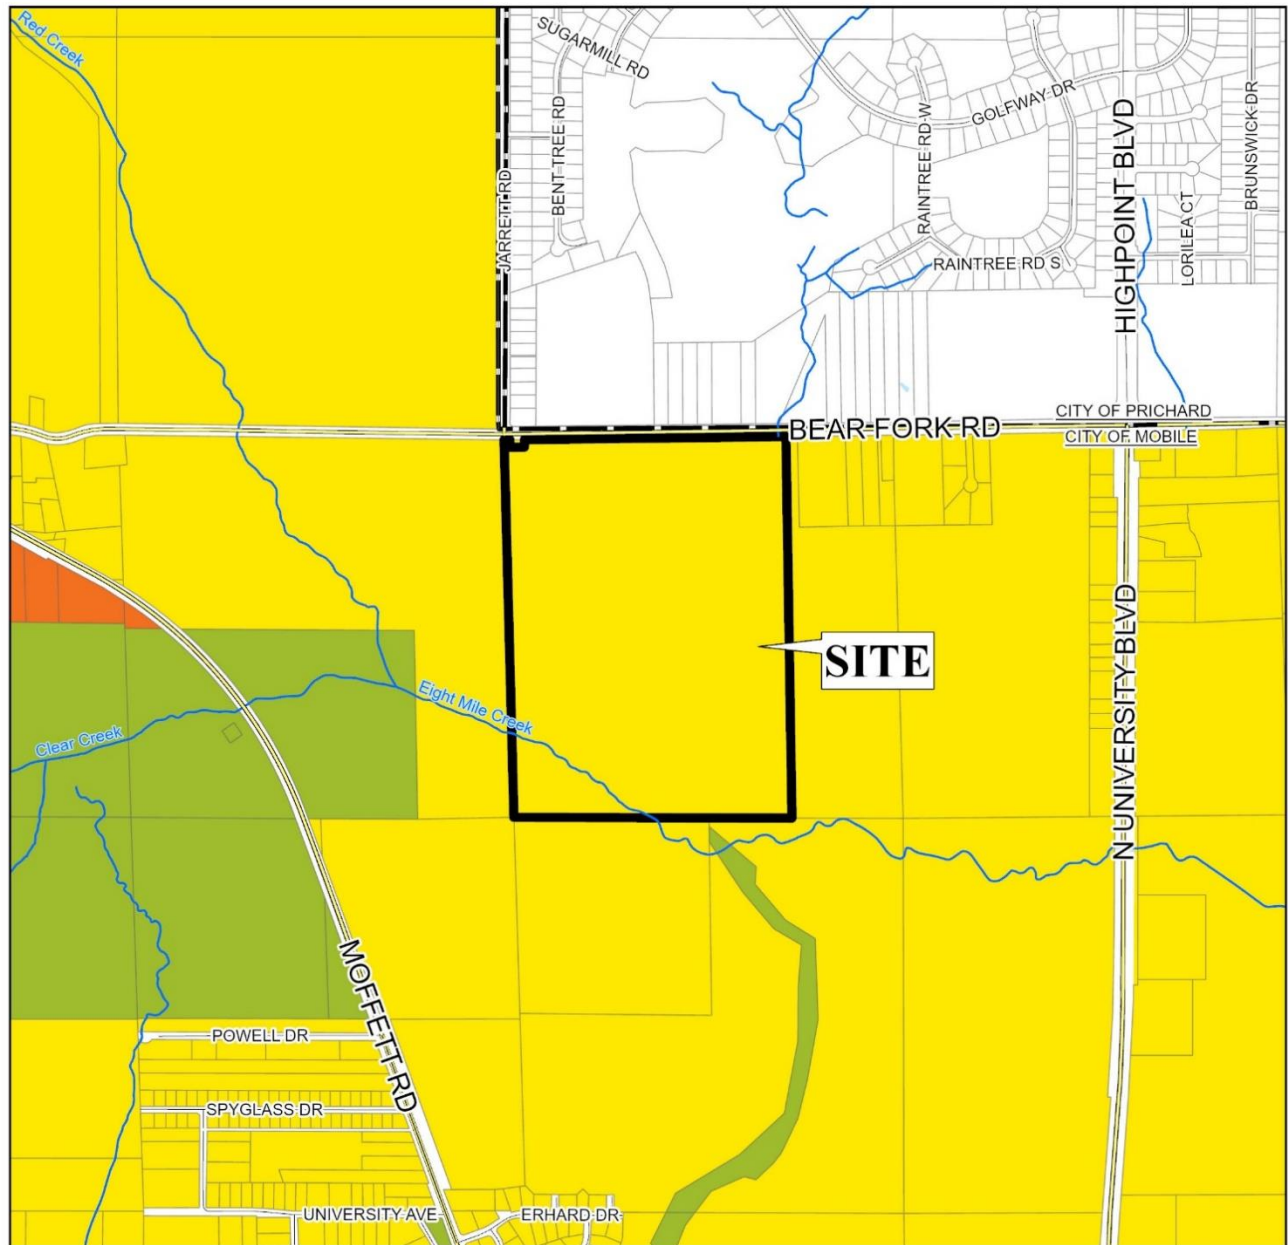 Red Creek
SUGARMILL RD
GOLFWAY DR
BENT TREE RD
RAINTREE RD W
HIGHPOINT BLVD
BRUNSWICK DR
JARRETT RD
LORILEA CT
RAINTREE RD S
CITY OF PRICHARD
BEAR FORK RD
CITY OF MOBILE
SITE
Eight Mile Creek
Clear Creek
N UNIVERSITY BLVD
MOFFETT RD
POWELL DR
SPYGLASS DR
UNIVERSITY AVE
ERHARD DR